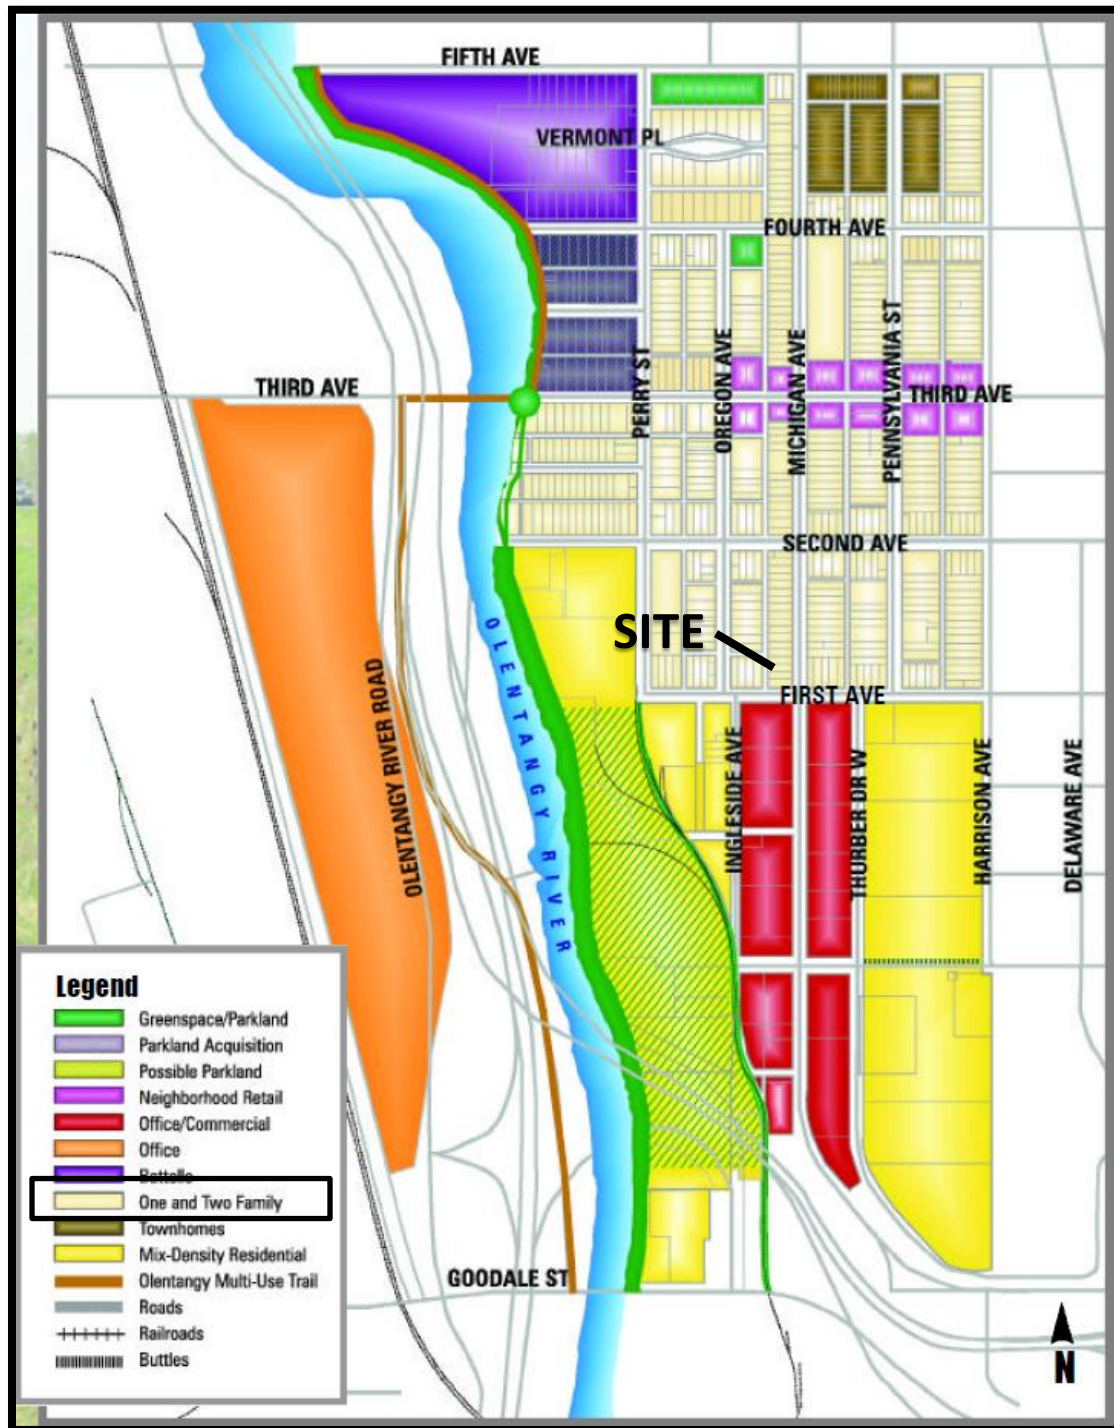 FIFTH AVE
VERMONT PL
FOURTH AVE
PERRY ST
OREGON AVE
MICHIGAN AVE
PENNSYLVANIA ST
THIRD AVE
THIRD AVE
SECOND AVE
SITE
FIRST AVE
OLENTANGY RIVER ROAD
OLENTANGY RIVER
INGLESIDE AVE
THURBER DR W
HARRISON AVE
DELAWARE AVE
Legend
Greenspace/Parkland
Parkland Acquisition
Possible Parkland
Neighborhood Retail
Office/Commercial
Office
Battelle
One and Two Family
Townhomes
Mix-Density Residential
Olentangy Multi-Use Trail
Roads
Railroads
Buttles
GOODALE ST
N